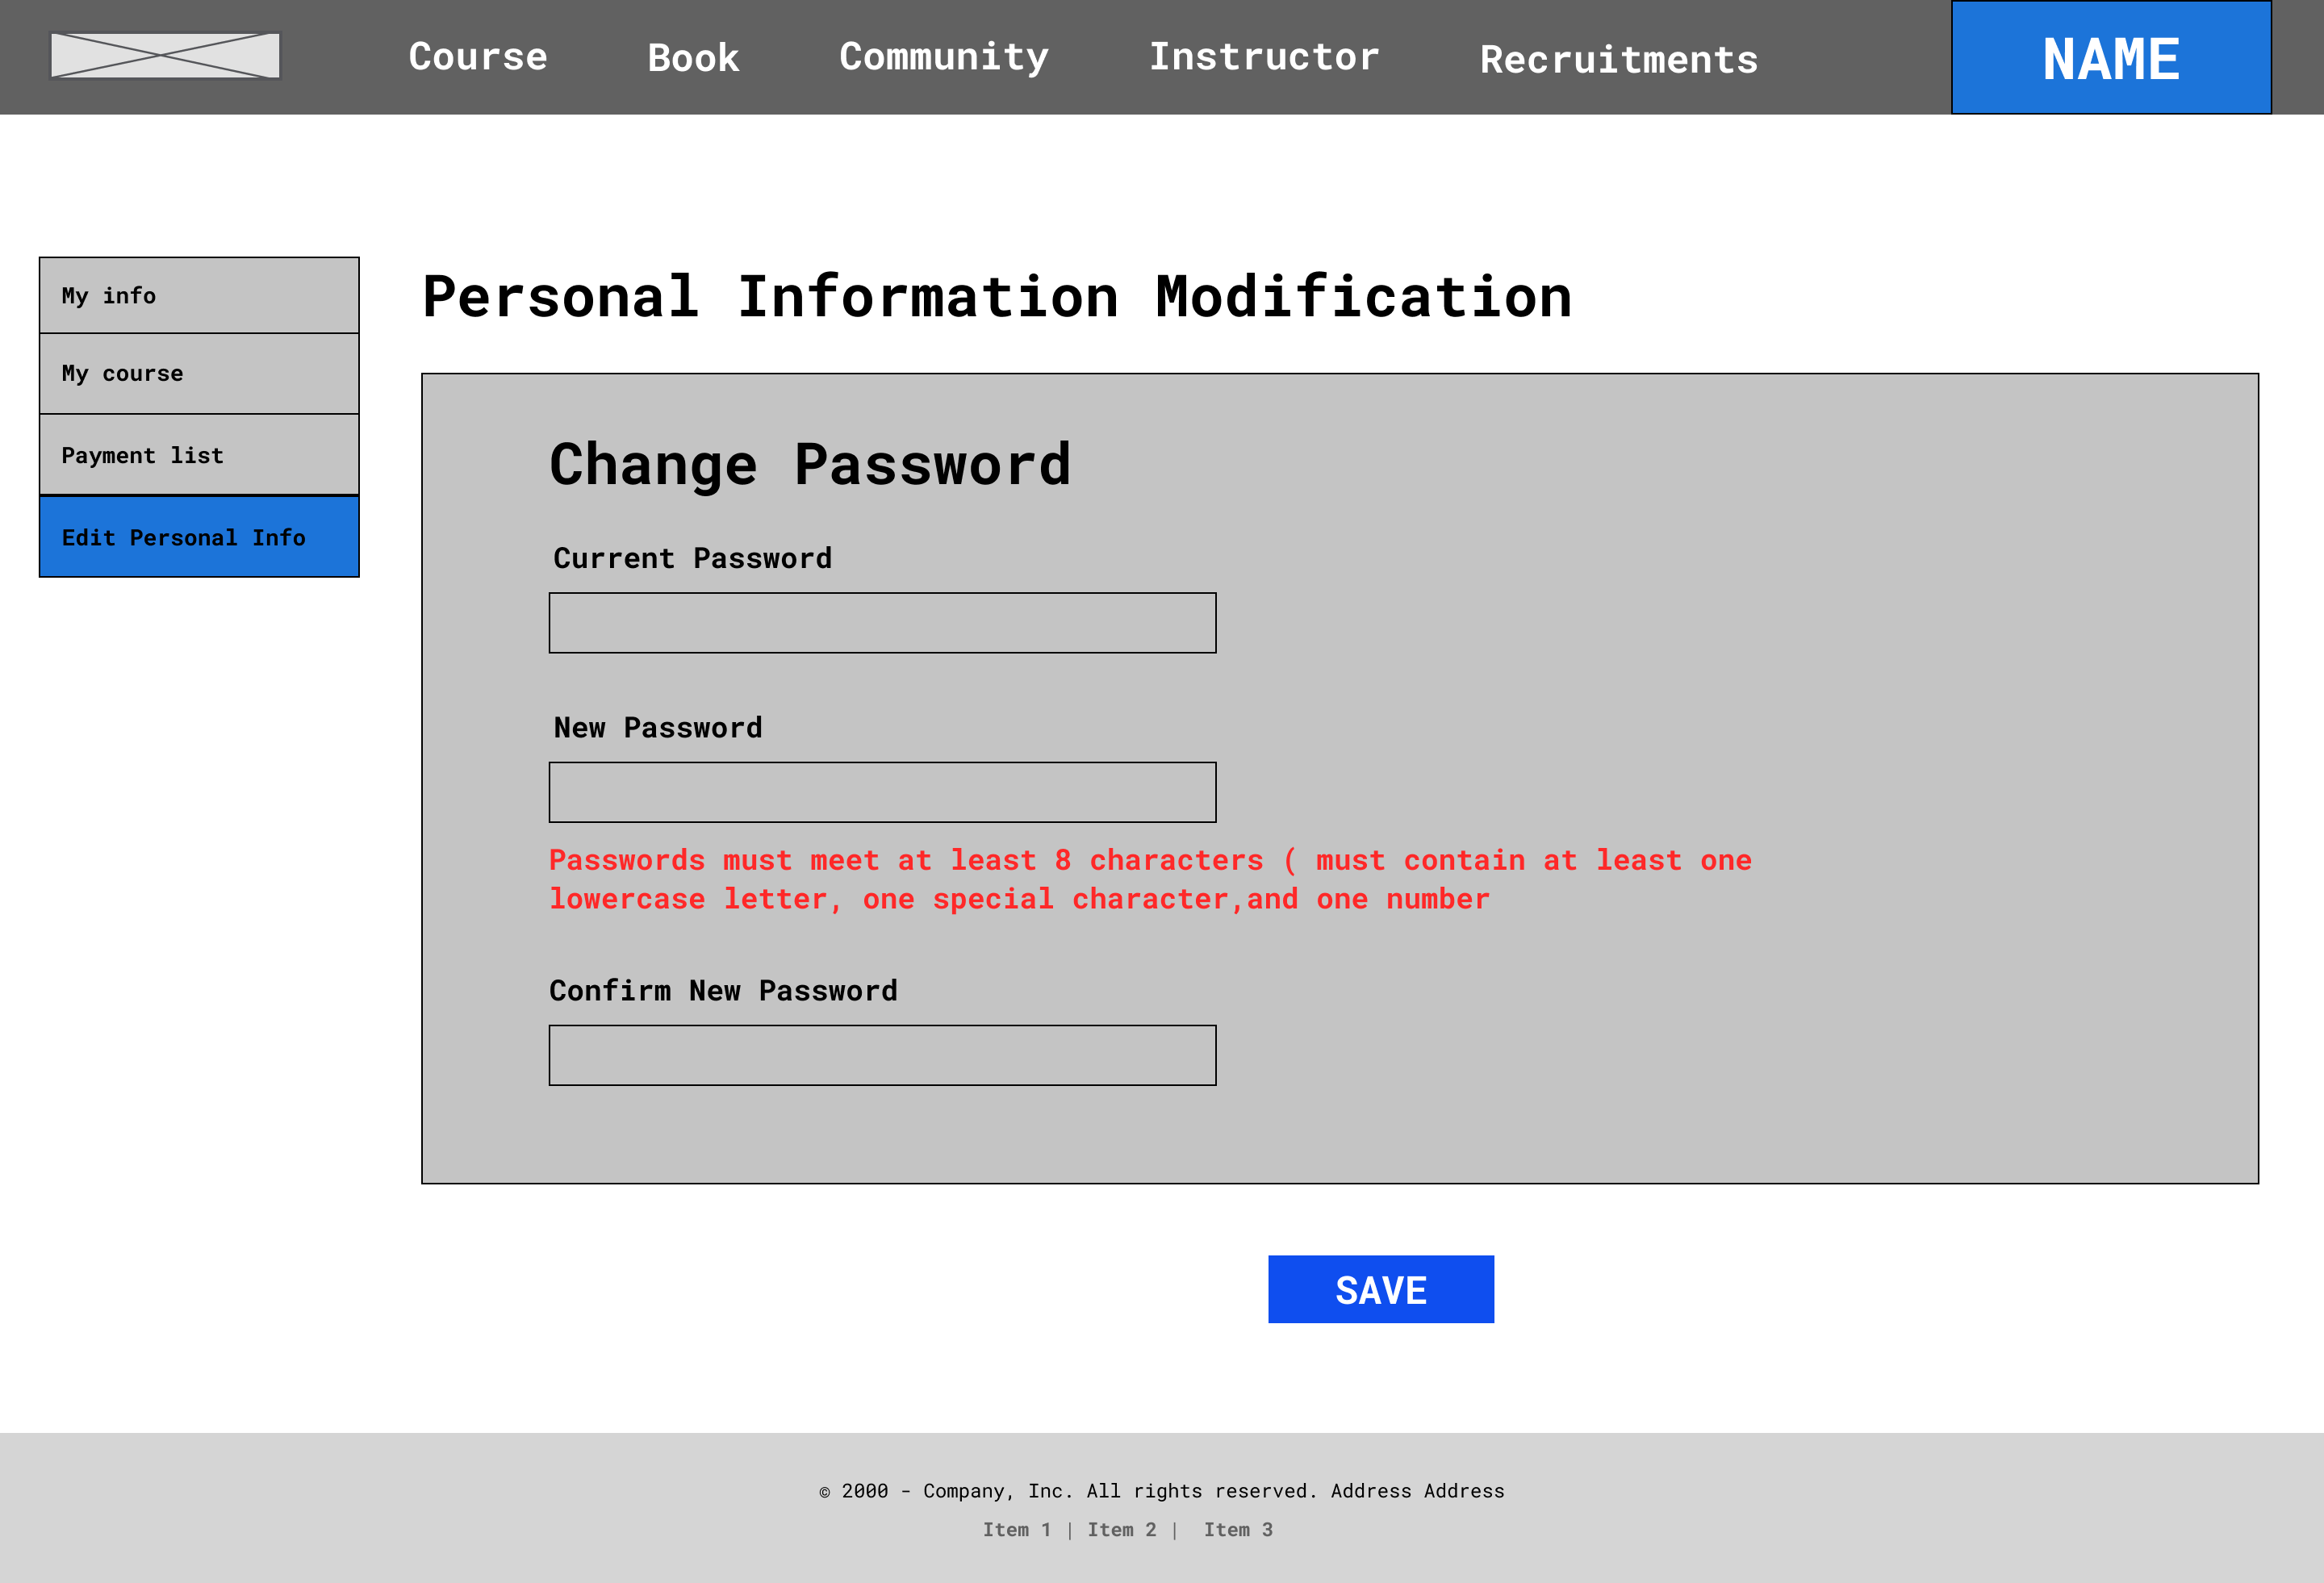 Course Book Community Instructor Recruitments NAME
My info
My course
Payment list
Edit Personal Info
Personal Information Modification
Change Password
Current Password
New Password
Passwords must meet at least 8 characters ( must contain at least one
lowercase letter, one special character,and one number
Confirm New Password
SAVE
© 2000 - Company, Inc. All rights reserved. Address Address
Item 1 | Item 2 | Item 3